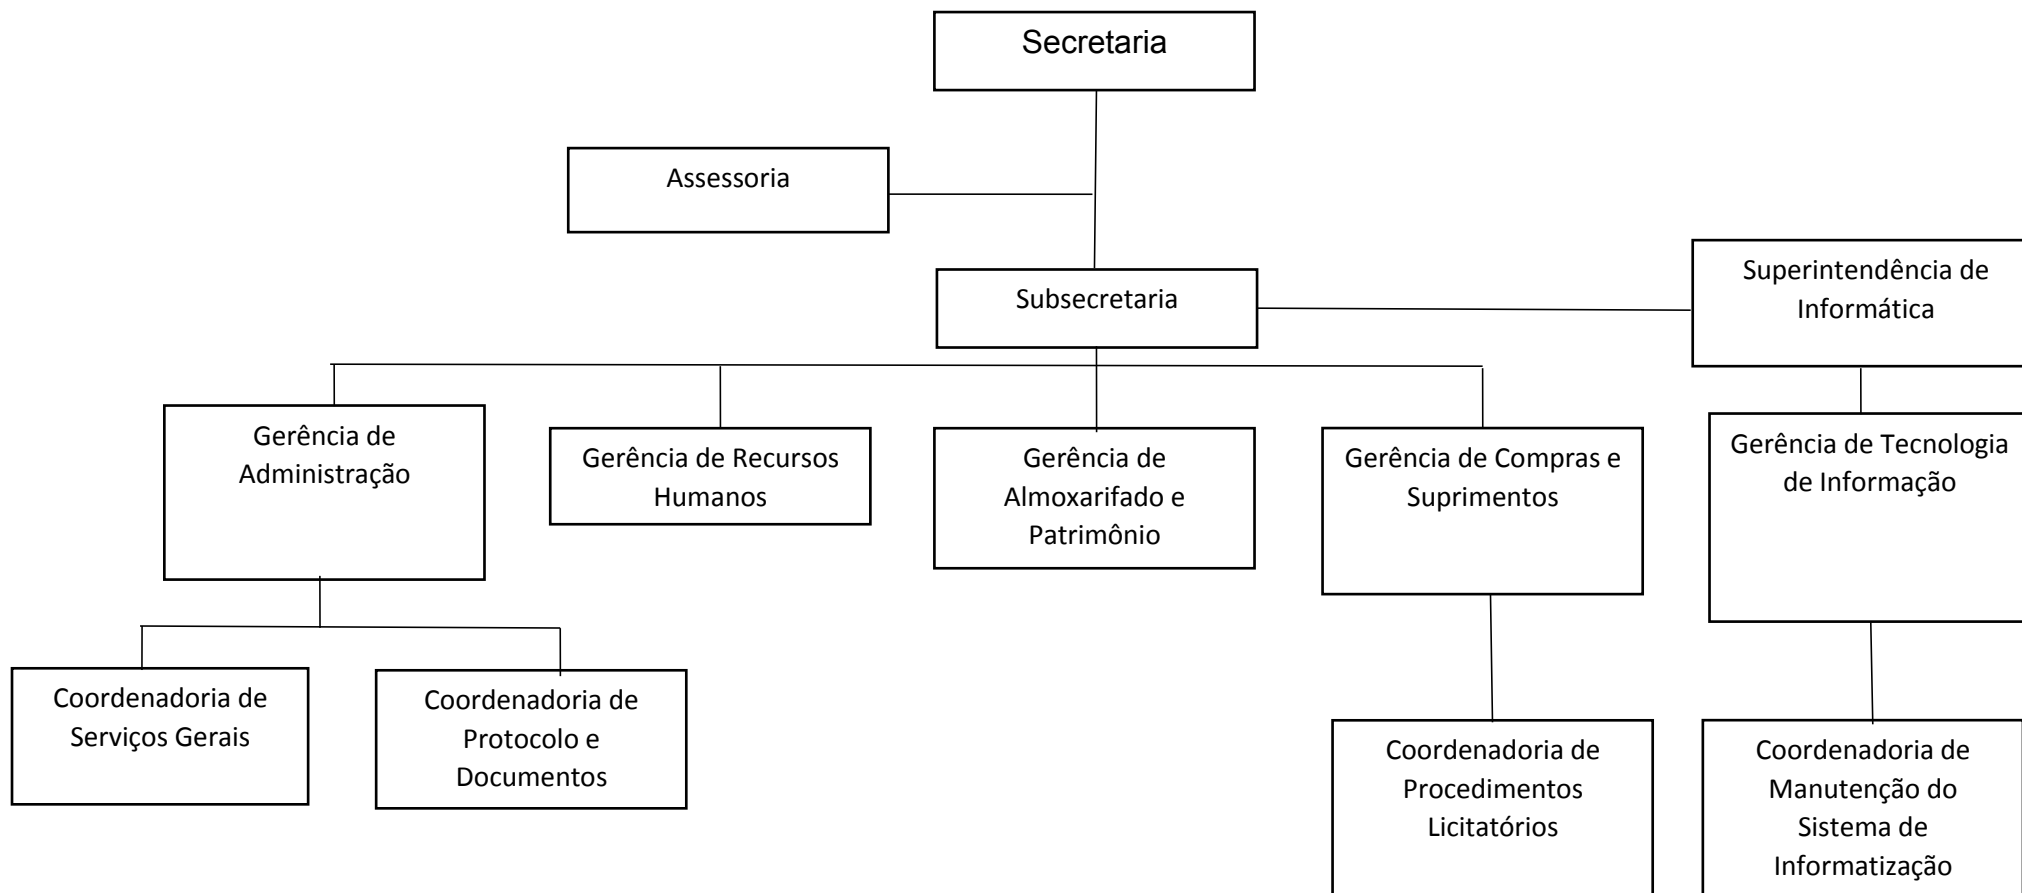 Secretaria
Assessoria
Subsecretaria
Superintendência de
Informática
Gerência de
Administração
Gerência de Recursos
Humanos
Gerência de
Almoxarifado e
Patrimônio
Gerência de Compras e
Suprimentos
Gerência de Tecnologia
de Informação
Coordenadoria de
Serviços Gerais
Coordenadoria de
Protocolo e
Documentos
Coordenadoria de
Procedimentos
Licitatórios
Coordenadoria de
Manutenção do
Sistema de
Informatização